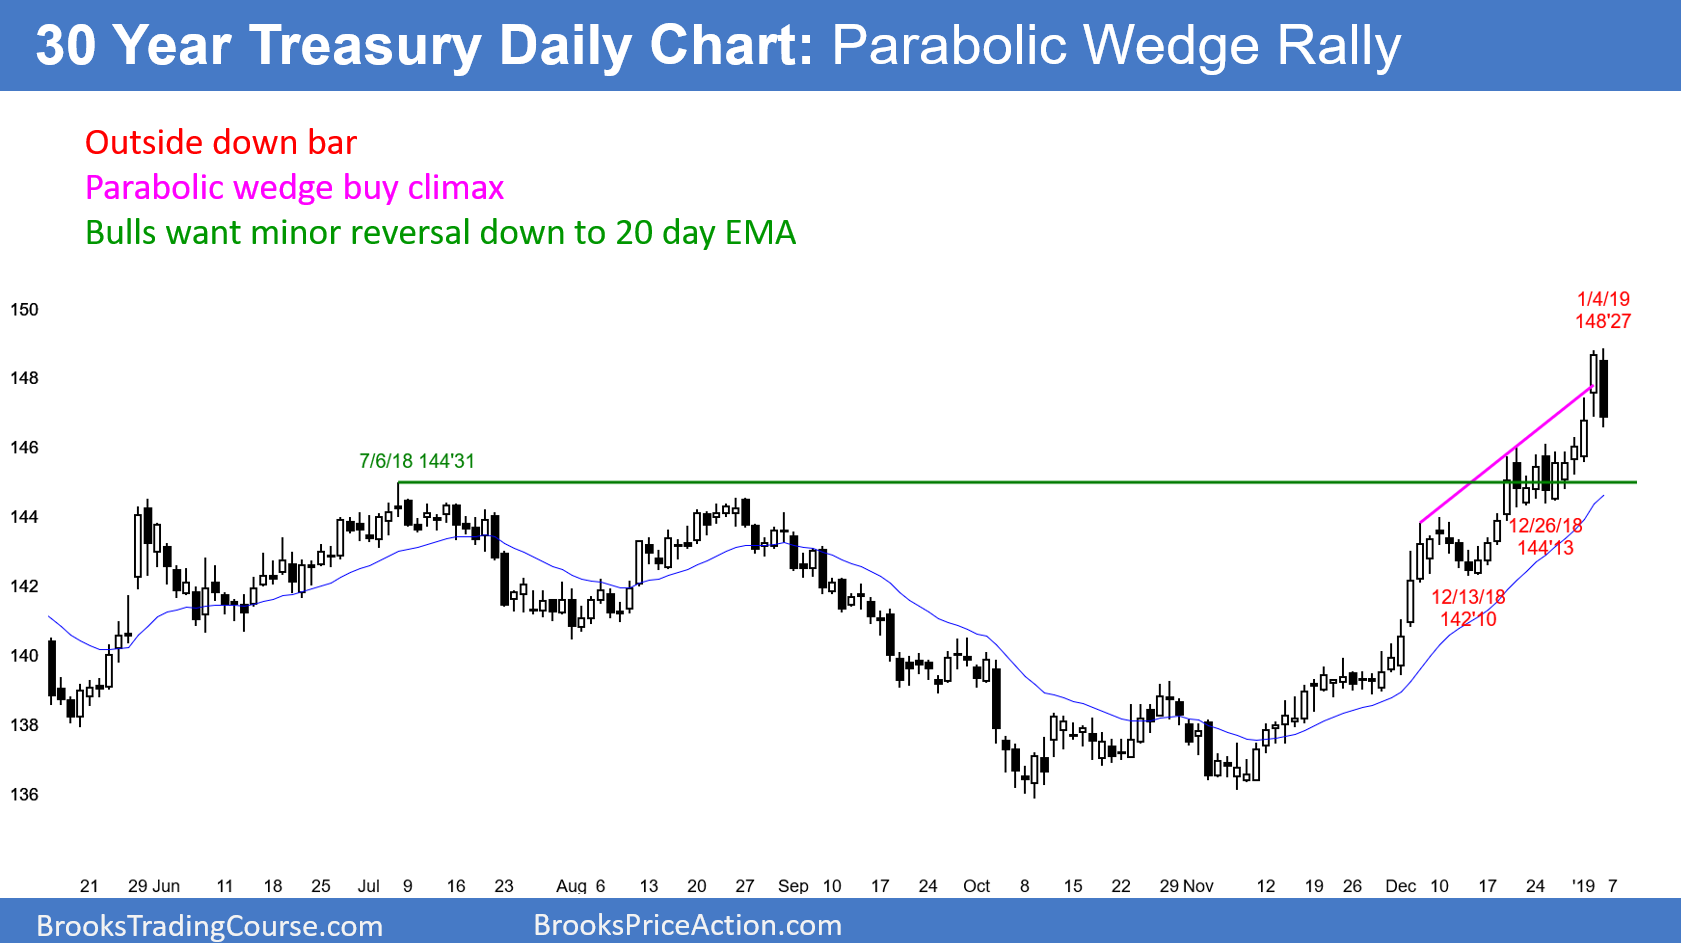 30 Year Treasury Daily Chart: Parabolic Wedge Rally
Outside down bar
Parabolic wedge buy climax
Bulls want minor reversal down to 20 day EMA
150
148
146
144
142
140
138
136
1/4/19
148'27
7/6/18 144'31
12/26/18
144'13
12/13/18
142'10
21 29 Jun 11 18 25 Jul 9 16 23 Aug 6 13 20 27 Sep 10 17 24 Oct 8 15 22 29 Nov 12 19 26 Dec 10 17 24 '19 7
BrooksTradingCourse.com BrooksPriceAction.com